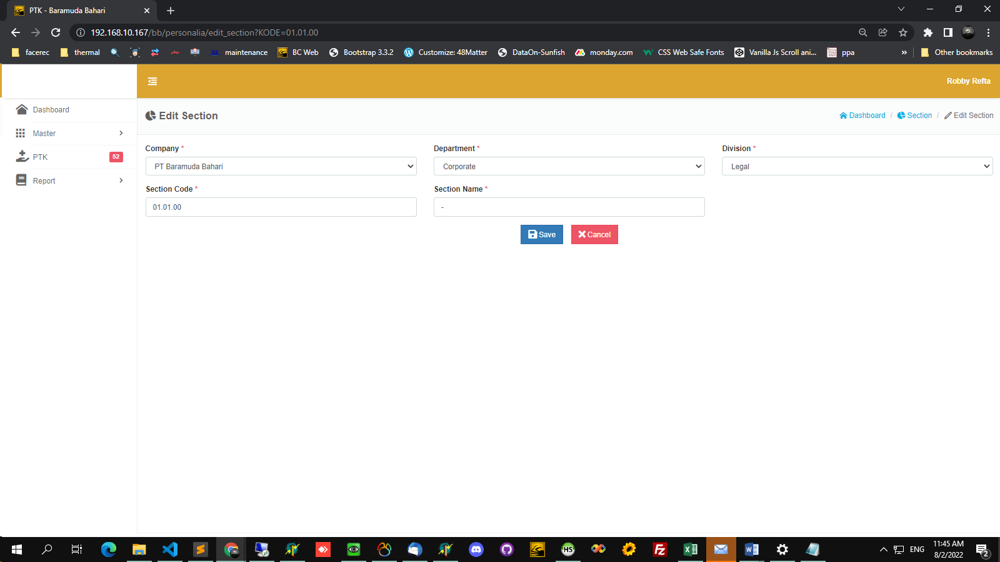 PTK - Baramuda Bahari
192.168.10.167/bb/personalia/edit_section?KODE=01.01.00
facerec thermal maintenance BC Web Bootstrap 3.3.2 Customize: 48Matter DataOn-Sunfish monday.com CSS Web Safe Fonts Vanilla Js Scroll ani... ppa » Other bookmarks
Robby Refta
Dashboard
Master
PTK 52
Report
Edit Section
Dashboard / Section / Edit Section
Company * Department * Division *
PT Baramuda Bahari Corporate Legal
Section Code * Section Name *
01.01.00 -
Save Cancel
HS Fz ENG 11:45 AM
8/2/2022 2